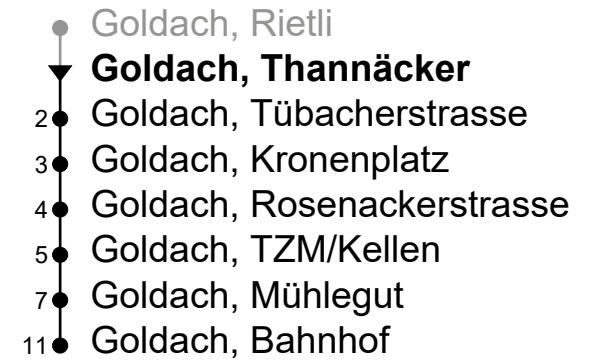 Goldach, Rietli
Goldach, Thannäcker
2 Goldach, Tübacherstrasse
3 Goldach, Kronenplatz
4 Goldach, Rosenackerstrasse
5 Goldach, TZM/Kellen
7 Goldach, Mühlegut
11 Goldach, Bahnhof